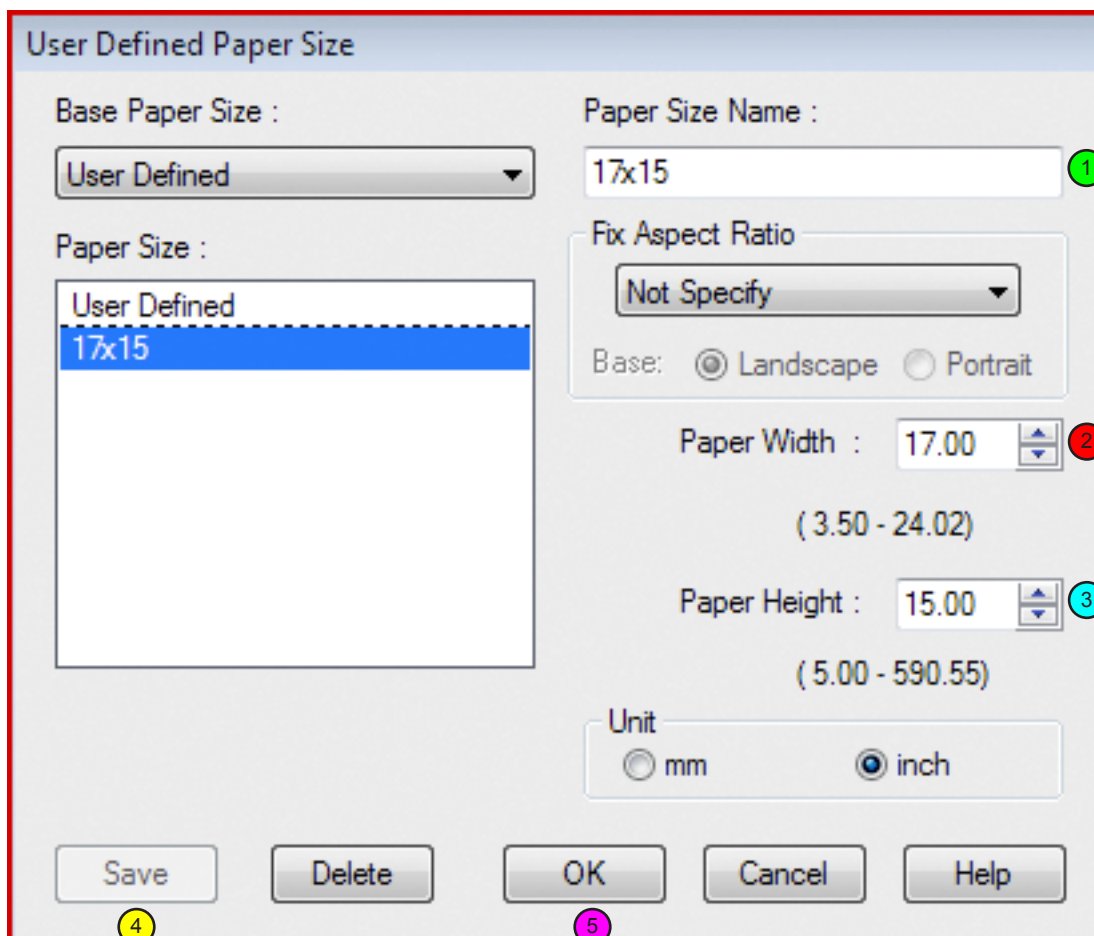 User Defined Paper Size
Base Paper Size :
User Defined
Paper Size :
User Defined
17x15
Paper Size Name :
17x15
1
Fix Aspect Ratio
Not Specify
Base: Landscape Portrait
Paper Width : 17.00
2
( 3.50 - 24.02)
Paper Height : 15.00
3
( 5.00 - 590.55)
Unit
mm inch
Save Delete OK Cancel Help
4 5